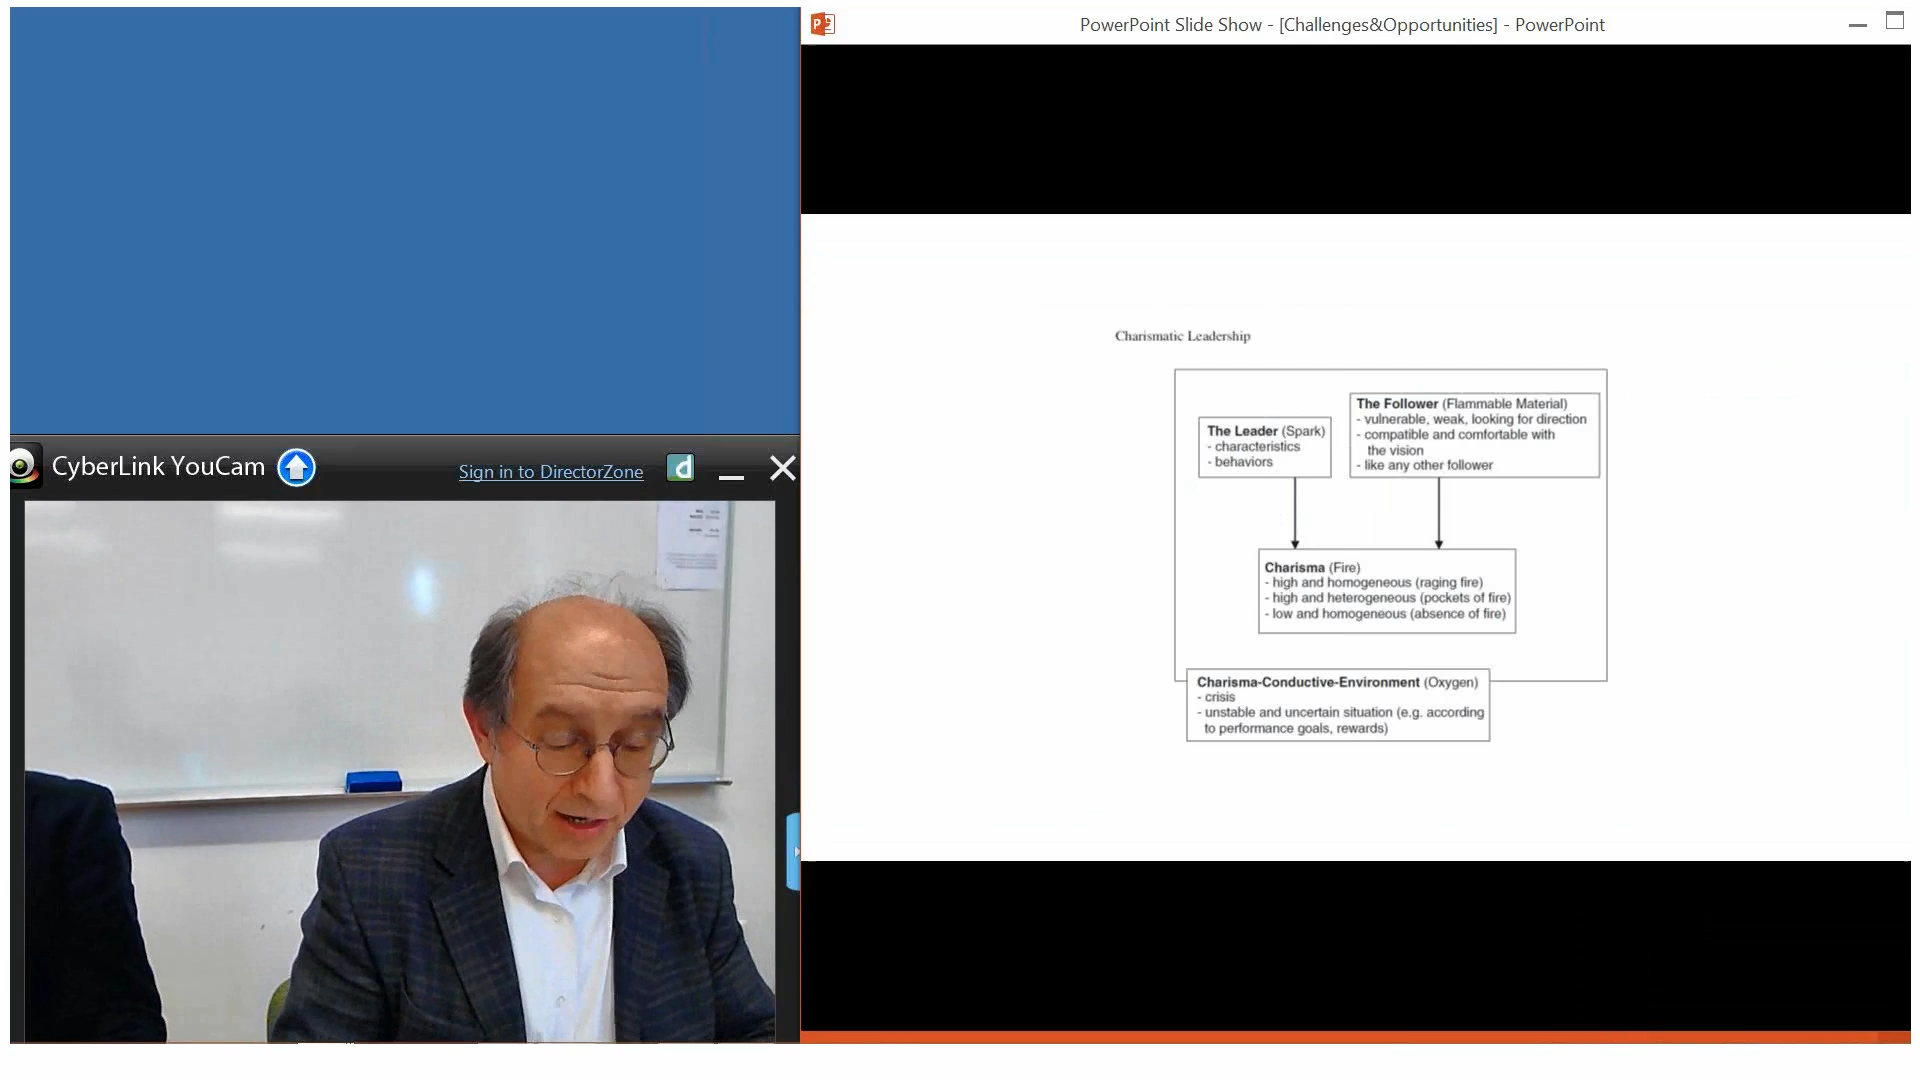 PowerPoint Slide Show - [Challenges&Opportunities] - PowerPoint
CyberLink YouCam
Sign in to DirectorZone
Charismatic Leadership
The Leader (Spark)
- characteristics
- behaviors
The Follower (Flammable Material)
- vulnerable, weak, looking for direction
- compatible and comfortable with
the vision
- like any other follower
Charisma (Fire)
- high and homogeneous (raging fire)
- high and heterogeneous (pockets of fire)
- low and homogeneous (absence of fire)
Charisma-Conductive-Environment (Oxygen)
- crisis
- unstable and uncertain situation (e.g. according
to performance goals, rewards)